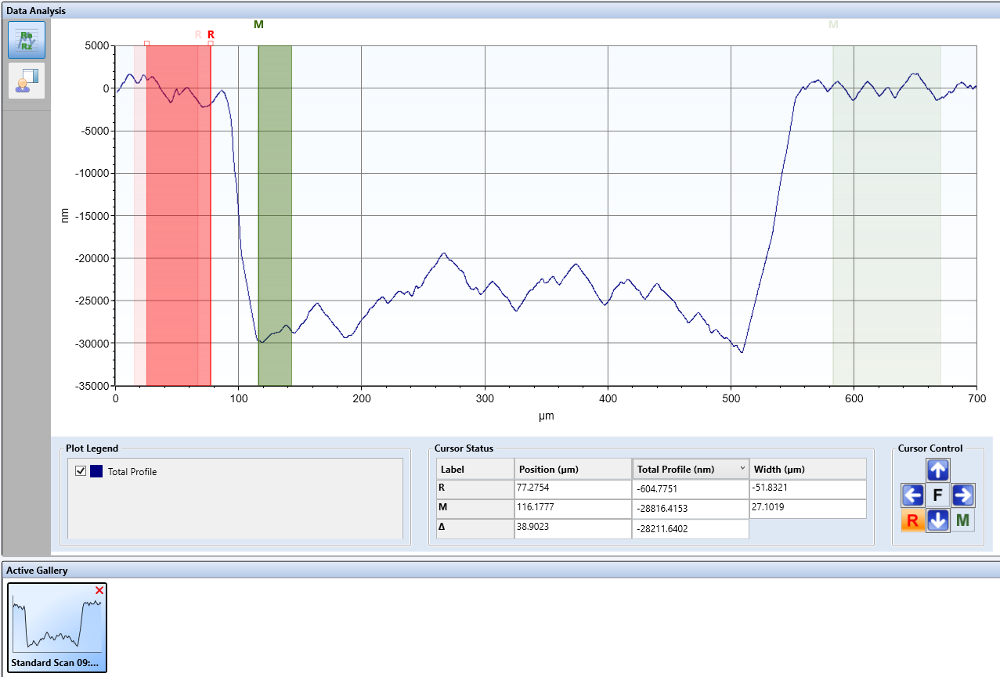 Data Analysis
Ra
Rz
R R M M
5000
0
-5000
-10000
-15000
-20000
-25000
-30000
-35000
nm
0 100 200 300 400 500 600 700
µm
Plot Legend
Total Profile
Cursor Status
Label Position (µm) Total Profile (nm) Width (µm)
R 77.2754 -604.7751 -51.8321
M 116.1777 -28816.4153 27.1019
Δ 38.9023 -28211.6402
Cursor Control
F
R M
Active Gallery
Standard Scan 09:...